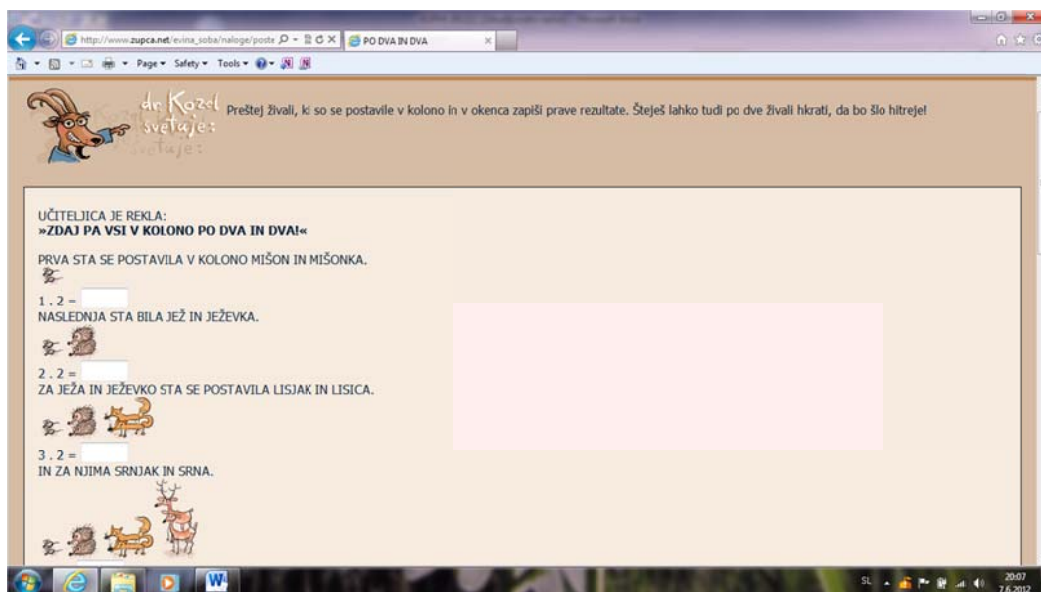 http://www.zupca.net/evina_soba/naloge/poste
PO DVA IN DVA
Page Safety Tools
dr. Kozel
svetuje:
Preštej živali, ki so se postavile v kolono in v okenca zapiši prave rezultate. Šteješ lahko tudi po dve živali hkrati, da bo šlo hitreje!
UČITELJICA JE REKLA:
»ZDAJ PA VSI V KOLONO PO DVA IN DVA!«
PRVA STA SE POSTAVILA V KOLONO MIŠON IN MIŠONKA.
1 . 2 =
NASLEDNJA STA BILA JEŽ IN JEŽEVKA.
2 . 2 =
ZA JEŽA IN JEŽEVKO STA SE POSTAVILA LISJAK IN LISICA.
3 . 2 =
IN ZA NJIMA SRNJAK IN SRNA.
SL
20:07
7.6.2012